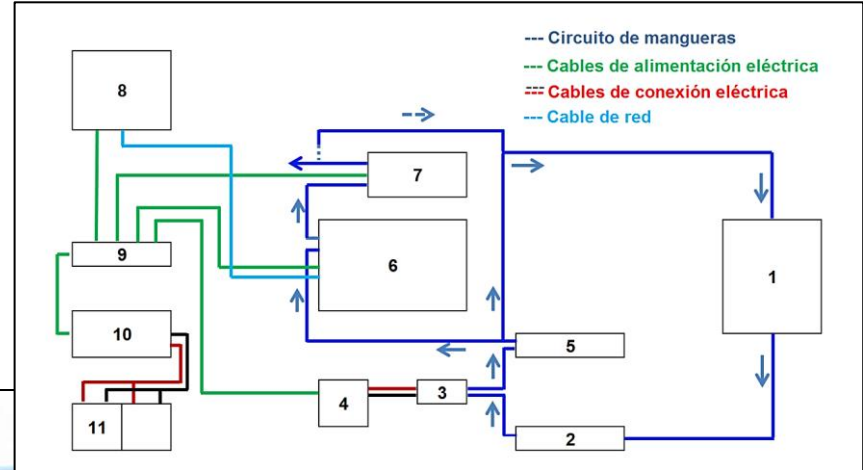 --- Circuito de mangueras
--- Cables de alimentación eléctrica
--- Cables de conexión eléctrica
--- Cable de red
8
7
6
1
9
10
5
4
3
11
2